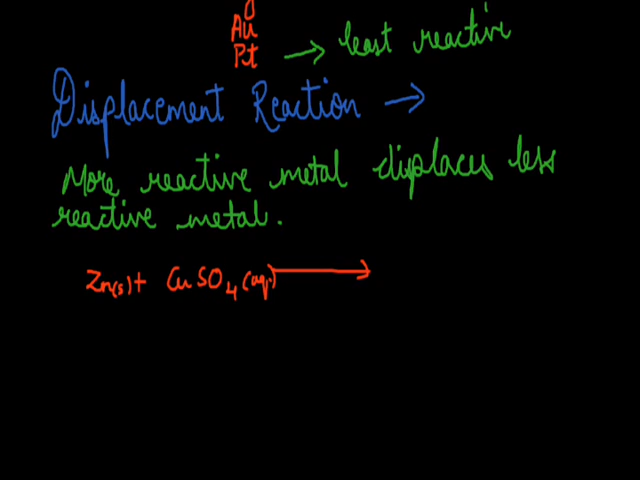 Au
Pt → least reactive
Displacement Reaction →
More reactive metal displaces less
reactive metal.
Zn(s) + CuSO4(aq.) →